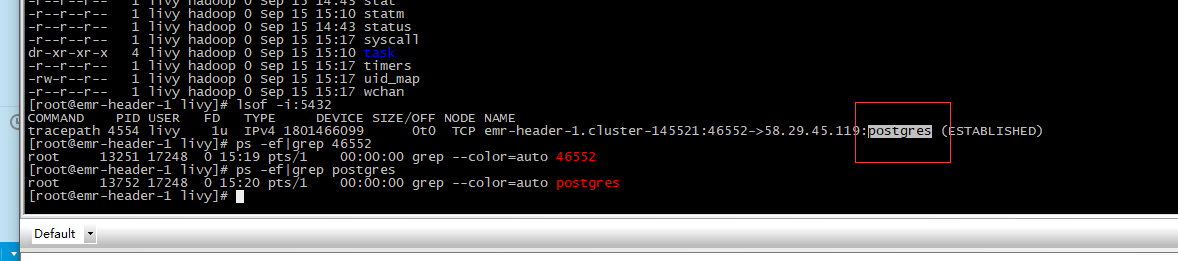 -r--r--r-- 1 livy hadoop 0 Sep 15 14:43 stat
-r--r--r-- 1 livy hadoop 0 Sep 15 15:10 statm
-r--r--r-- 1 livy hadoop 0 Sep 15 14:43 status
-r--r--r-- 1 livy hadoop 0 Sep 15 15:17 syscall
dr-xr-xr-x 4 livy hadoop 0 Sep 15 15:10 task
-r--r--r-- 1 livy hadoop 0 Sep 15 15:17 timers
-rw-r--r-- 1 livy hadoop 0 Sep 15 15:17 uid_map
-r--r--r-- 1 livy hadoop 0 Sep 15 15:17 wchan
[root@emr-header-1 livy]# lsof -i:5432
COMMAND PID USER FD TYPE DEVICE SIZE/OFF NODE NAME
tracepath 4554 livy 1u IPv4 1801466099 0t0 TCP emr-header-1.cluster-145521:46552->58.29.45.119:postgres (ESTABLISHED)
[root@emr-header-1 livy]# ps -ef|grep 46552
root 13251 17248 0 15:19 pts/1 00:00:00 grep --color=auto 46552
[root@emr-header-1 livy]# ps -ef|grep postgres
root 13752 17248 0 15:20 pts/1 00:00:00 grep --color=auto postgres
[root@emr-header-1 livy]#
Default